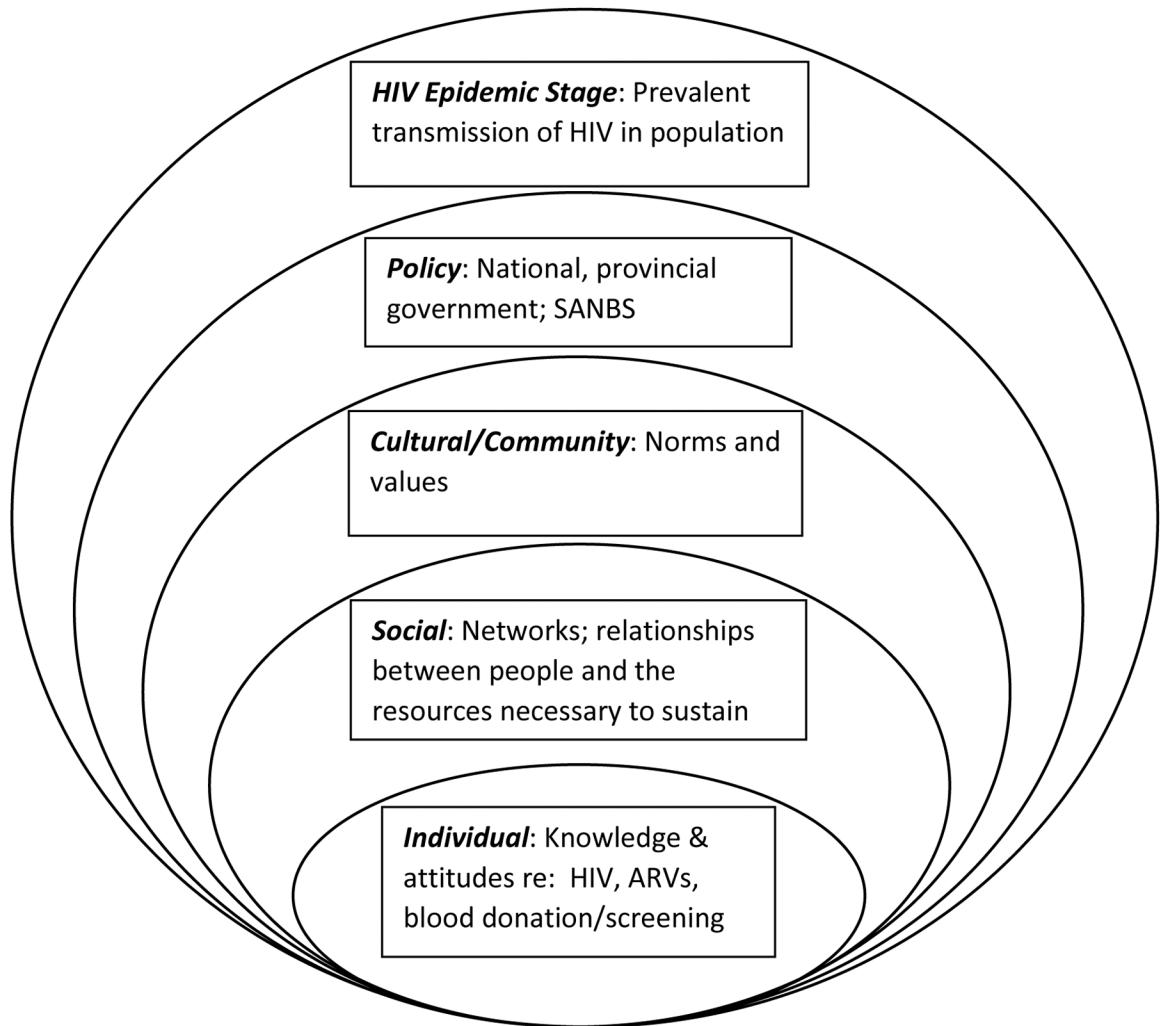 HIV Epidemic Stage: Prevalent
transmission of HIV in population
Policy: National, provincial
government; SANBS
Cultural/Community: Norms and
values
Social: Networks; relationships
between people and the
resources necessary to sustain
Individual: Knowledge &
attitudes re:  HIV, ARVs,
blood donation/screening